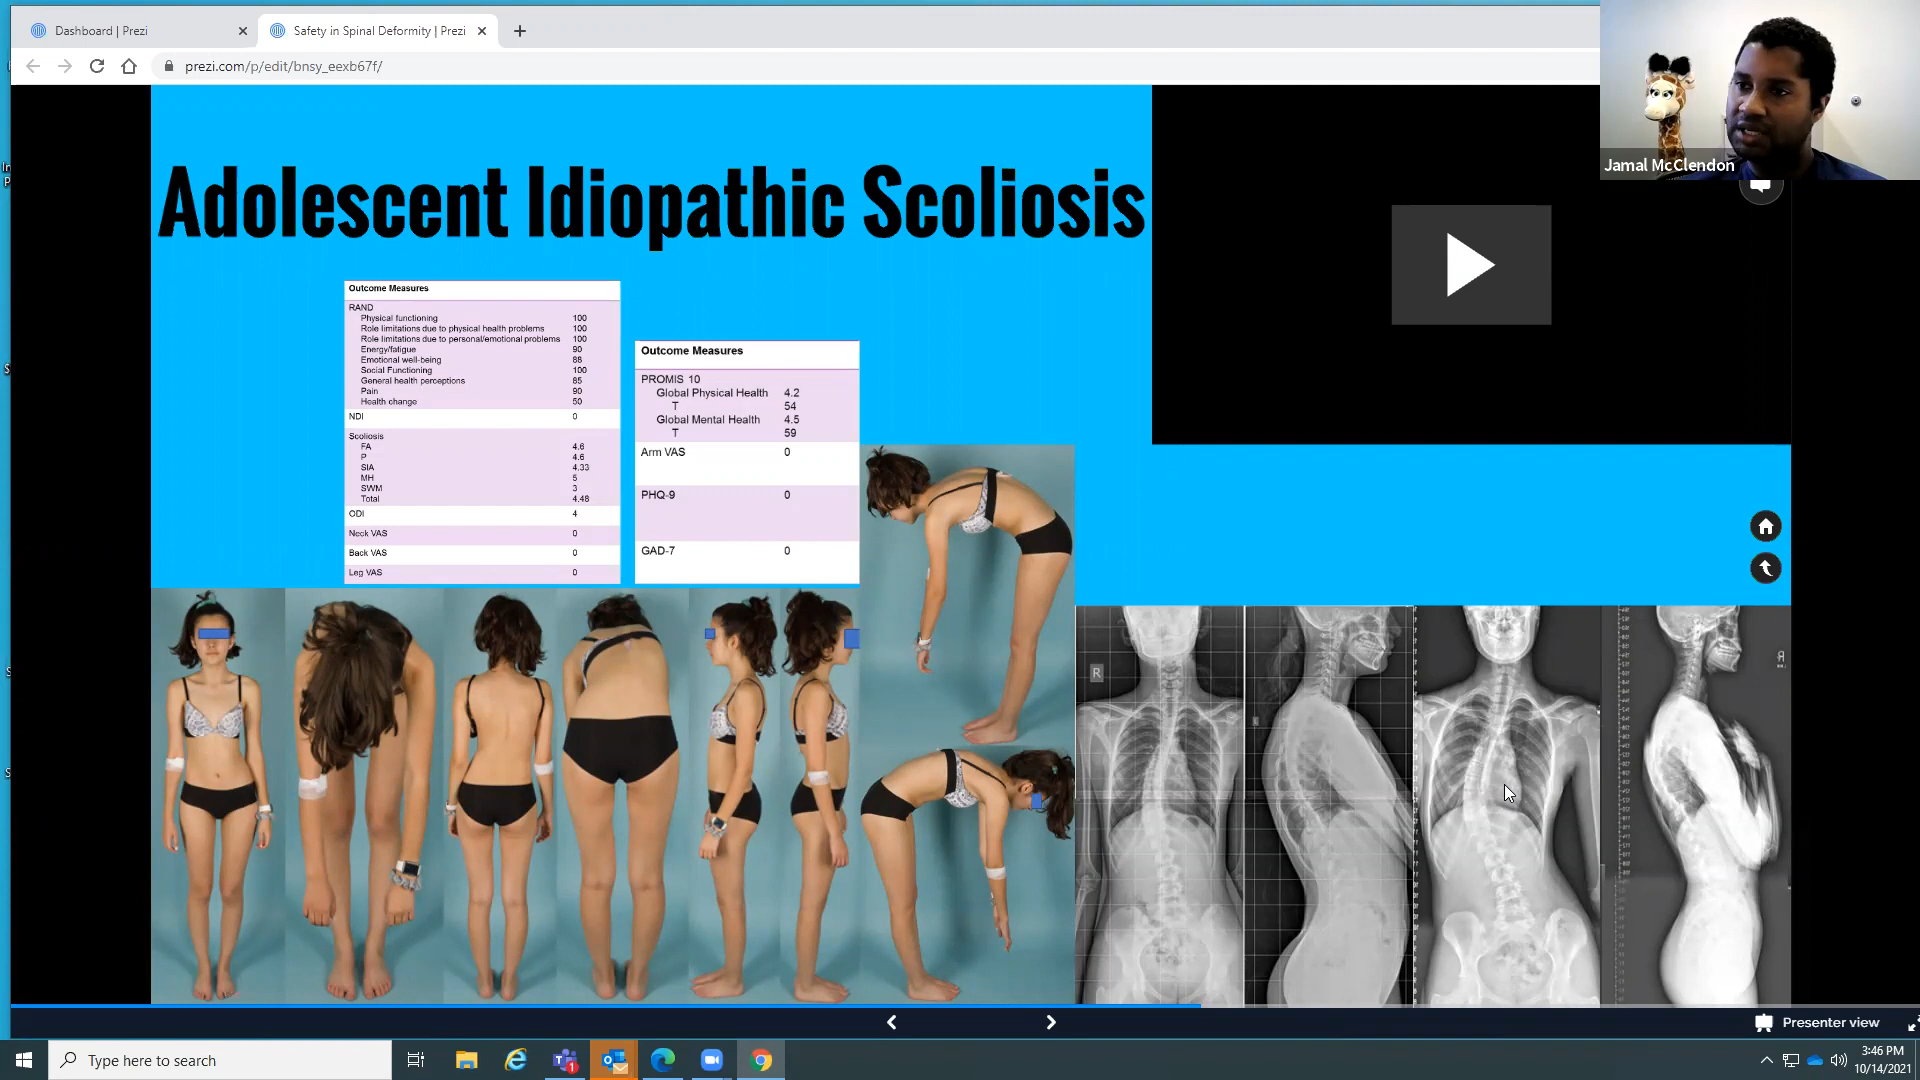 Dashboard | Prezi
Safety in Spinal Deformity | Prezi
prezi.com/p/edit/bnsy_eexb67f/
Jamal McClendon
Adolescent Idiopathic Scoliosis
Outcome Measures
RAND
Physical functioning 100
Role limitations due to physical health problems 100
Role limitations due to personal/emotional problems 100
Energy/fatigue 90
Emotional well-being 88
Social Functioning 100
General health perceptions 85
Pain 90
Health change 50
NDI 0
Scoliosis
FA 4.6
P 4.6
SIA 4.33
MH 5
SWM 3
Total 4.48
ODI 4
Neck VAS 0
Back VAS 0
Leg VAS 0
Outcome Measures
PROMIS 10
Global Physical Health 4.2
T 54
Global Mental Health 4.5
T 59
Arm VAS 0
PHQ-9 0
GAD-7 0
R
Presenter view
Type here to search
3:46 PM
10/14/2021